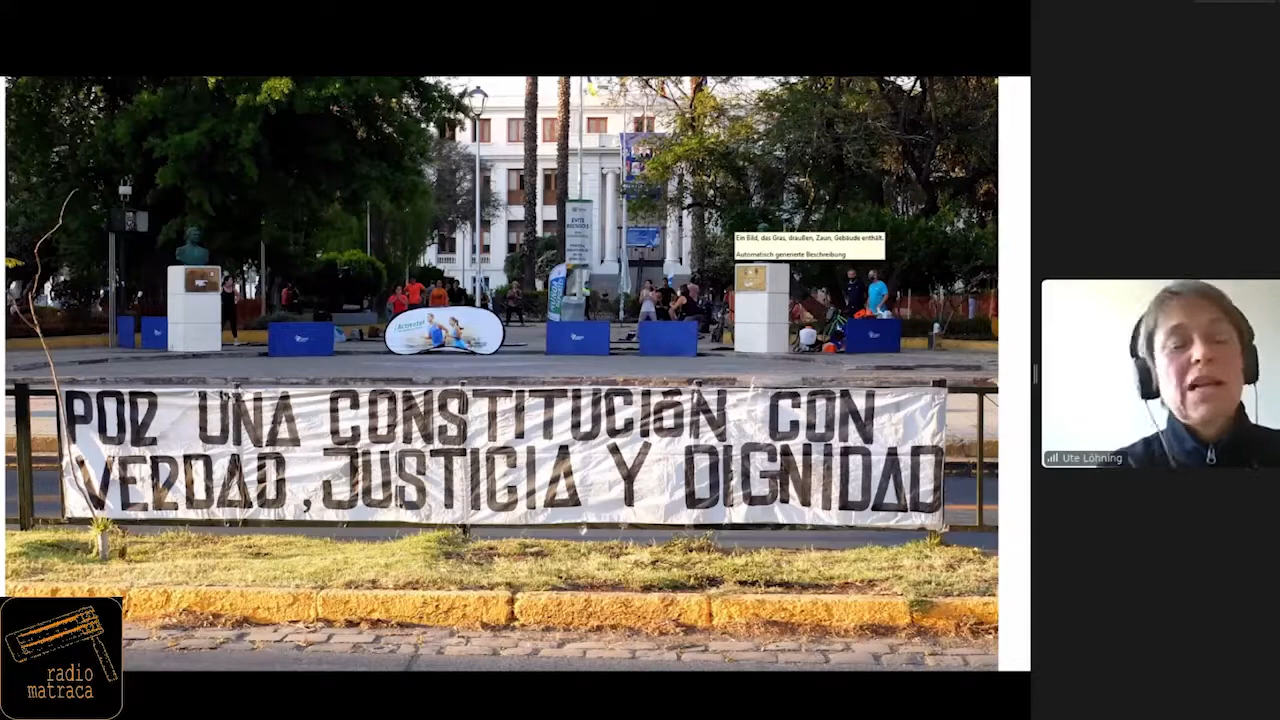 Ein Bild, das Gras, draußen, Zaun, Gebäude enthält.
Automatisch generierte Beschreibung
POR UNA CONSTITUCIÓN CON
VERDAD, JUSTICIA Y DIGNIDAD
Ute Löhning
radio
matraca